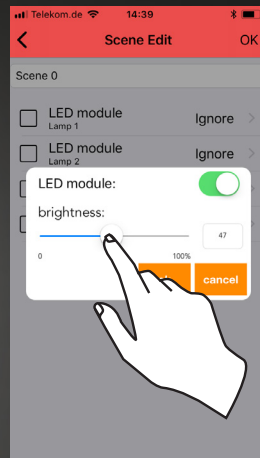 Telekom.de 14:39
Scene Edit OK
Scene 0
LED module Ignore
Lamp 1
LED module Ignore
Lamp 2
LED module:
brightness:
47
0 100%
cancel